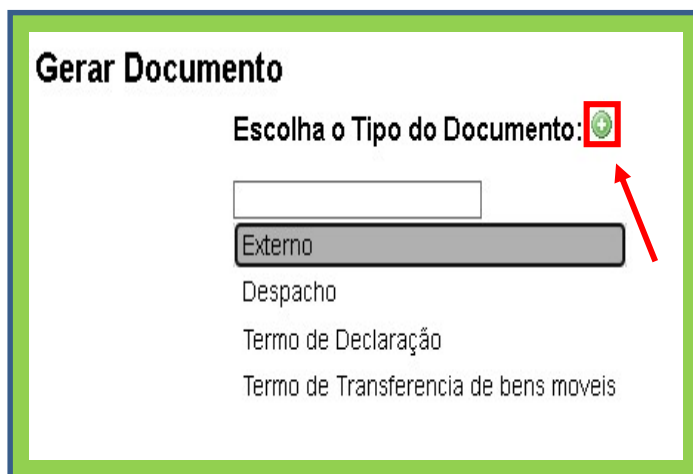 Gerar Documento
Escolha o Tipo do Documento:
Externo
Despacho
Termo de Declaração
Termo de Transferencia de bens moveis